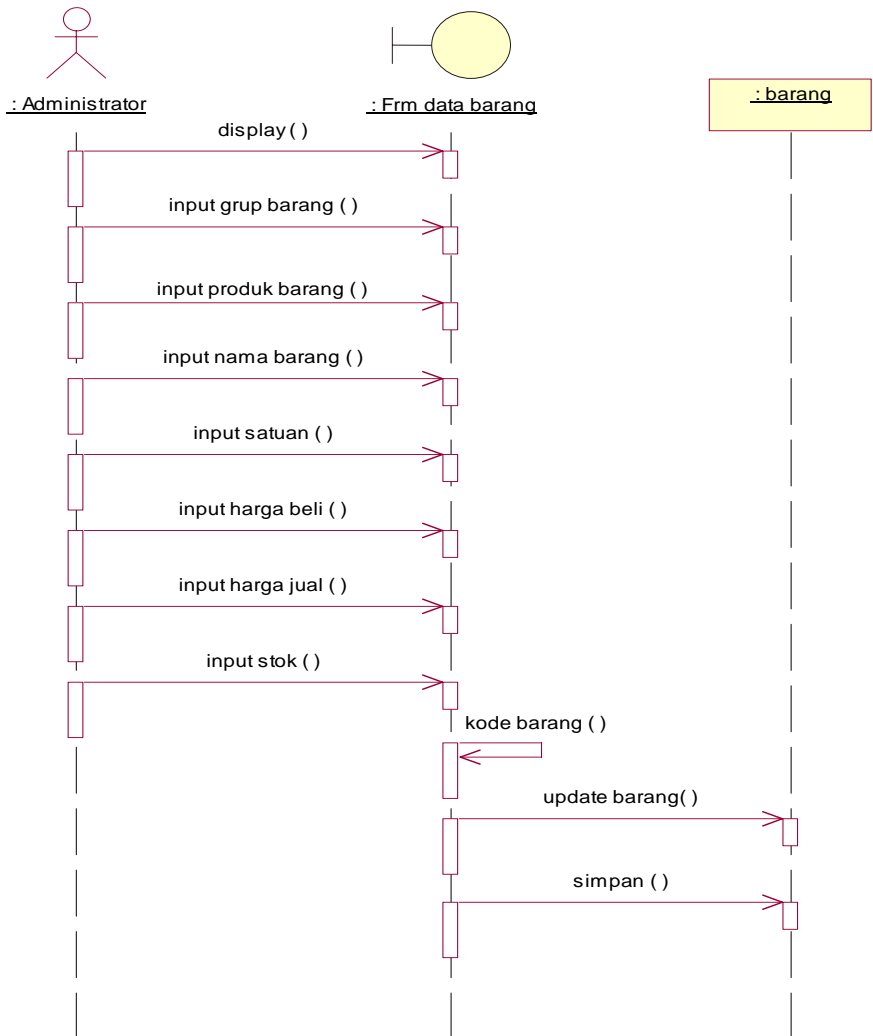 : Administrator
: Frm data barang
: barang
display ( )
input grup barang ( )
input produk barang ( )
input nama barang ( )
input satuan ( )
input harga beli ( )
input harga jual ( )
input stok ( )
kode barang ( )
update barang( )
simpan ( )